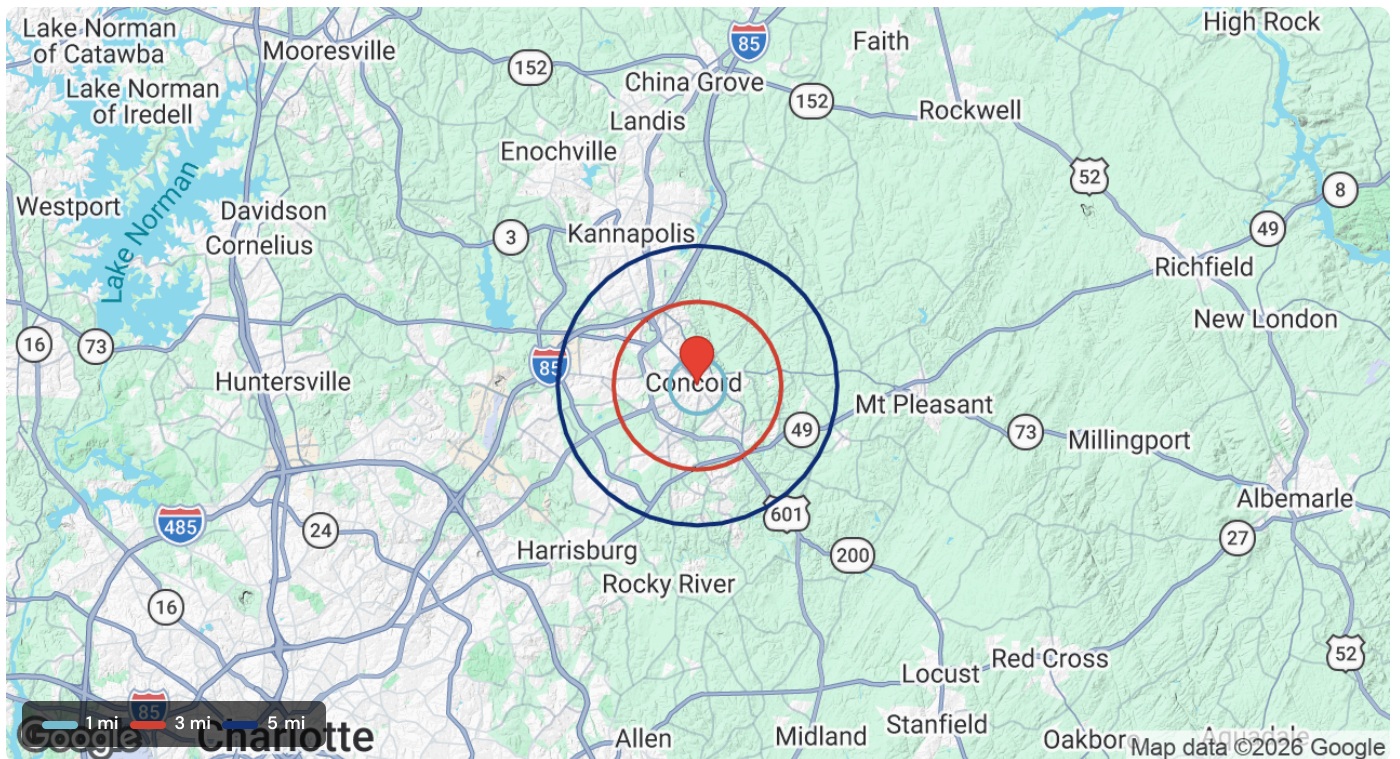 Lake Norman
of Catawba
Mooresville
85
Faith
High Rock
152
China Grove
Lake Norman
of Iredell
152
Rockwell
Landis
Enochville
52
8
Westport
Lake Norman
Davidson
3
Kannapolis
49
Cornelius
Richfield
16
73
New London
85
Huntersville
Concord
Mt Pleasant
49
73
Millingport
485
24
601
Albemarle
27
Harrisburg
200
Rocky River
16
Red Cross
52
Locust
85
1 mi
3 mi
5 mi
Stanfield
Google
Charlotte
Allen
Midland
Oakboro
Aquadale
Map data ©2026 Google